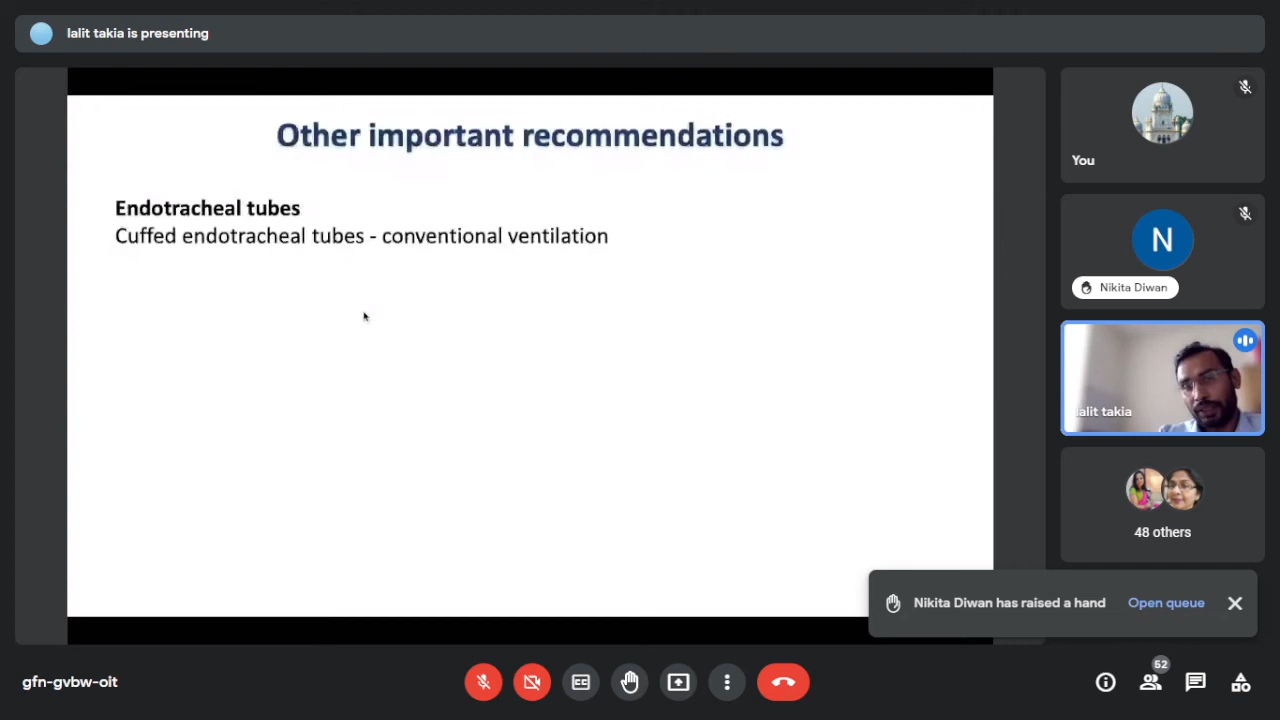 lalit takia is presenting
Other important recommendations
Endotracheal tubes
Cuffed endotracheal tubes - conventional ventilation
You
N
Nikita Diwan
lalit takia
48 others
Nikita Diwan has raised a hand
Open queue
gfn-gvbw-oit
CC
52